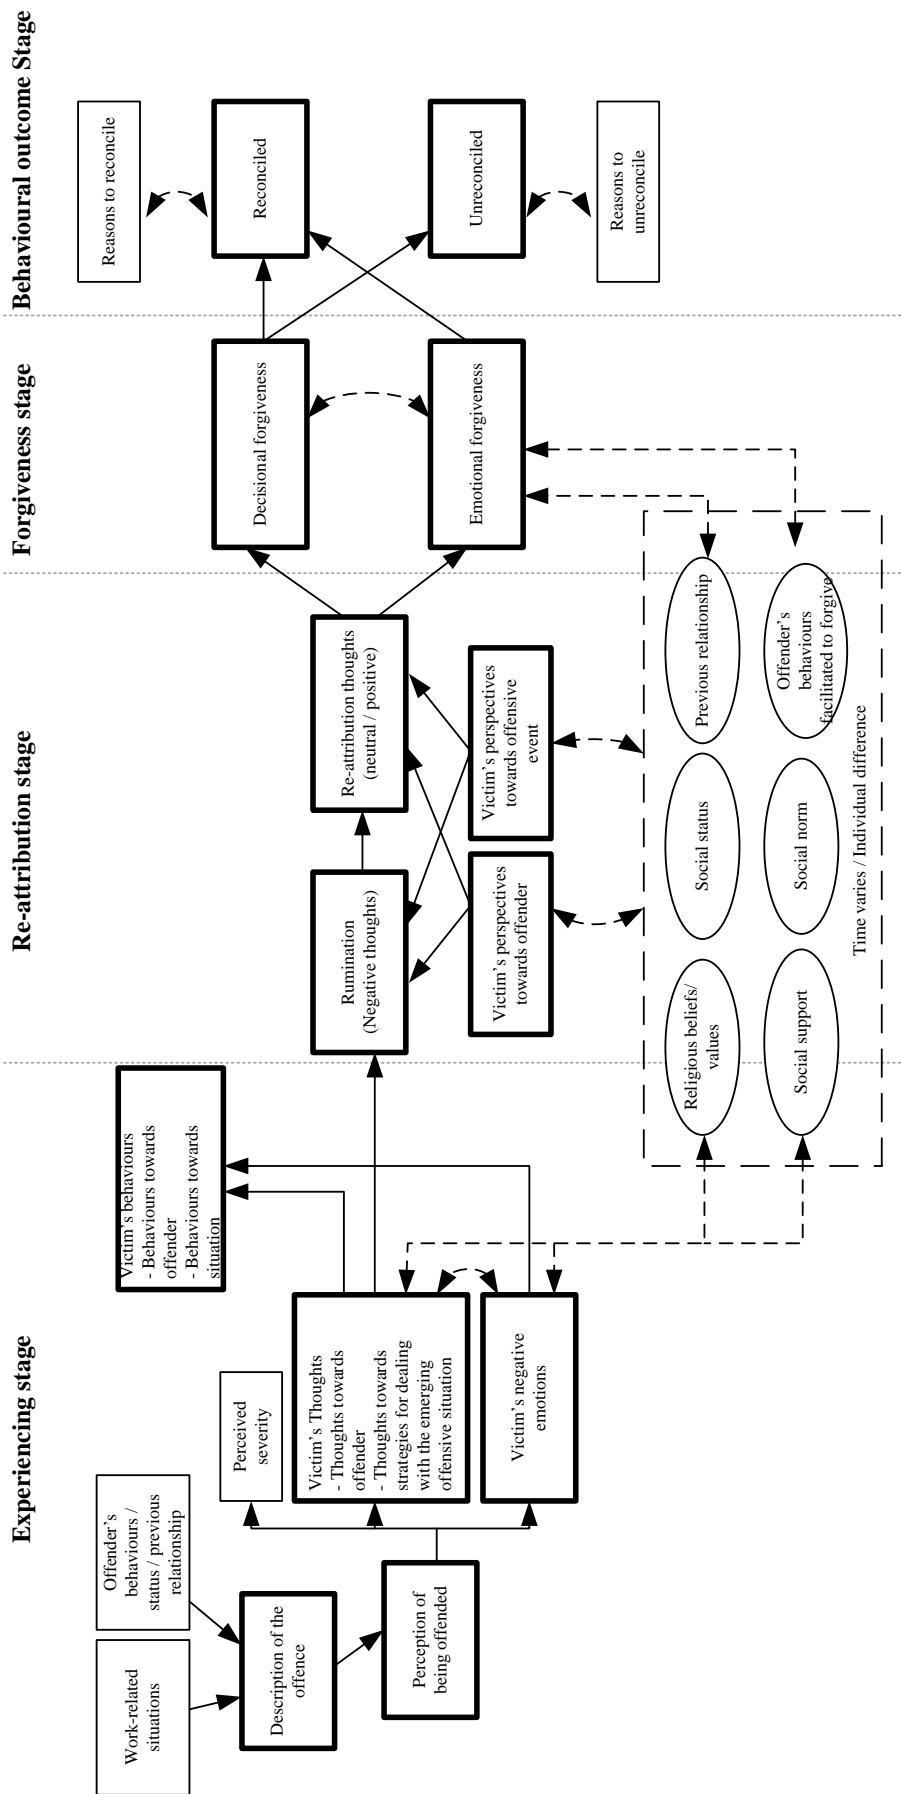 Experiencing stage
Re-attribution stage
Forgiveness stage
Behavioural outcome Stage
Work-related
situations
Offender's
behaviours /
status / previous
relationship
Description of the
offence
Perception of
being offended
Perceived
severity
Victim's Thoughts
- Thoughts towards
offender
- Thoughts towards
strategies for dealing
with the emerging
offensive situation
Victim's negative
emotions
Victim's behaviours
- Behaviours towards
offender
- Behaviours towards
situation
Rumination
(Negative thoughts)
Re-attribution thoughts
(neutral / positive)
Victim's perspectives
towards offender
Victim's perspectives
towards offensive
event
Religious beliefs/
values
Social status
Previous relationship
Social support
Social norm
Offender's
behaviours
facilitated to forgive
Time varies / Individual difference
Decisional forgiveness
Emotional forgiveness
Reasons to reconcile
Reconciled
Unreconciled
Reasons to
unreconcile